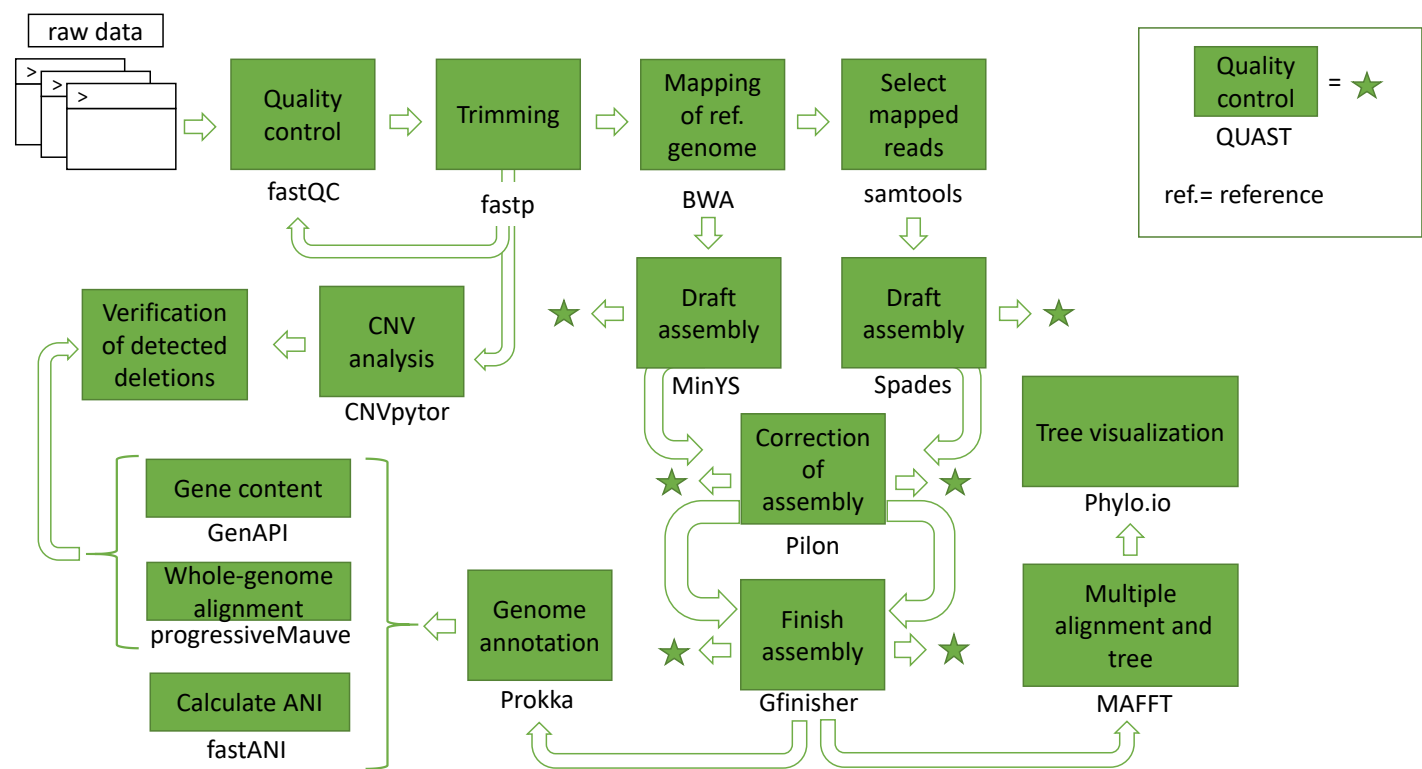 raw data
>
>
>
Quality
control
fastQC
Trimming
fastp
Mapping
of ref.
genome
BWA
Select
mapped
reads
samtools
Quality
control
=
QUAST
ref.= reference
Verification
of detected
deletions
CNV
analysis
CNVpytor
Draft
assembly
MinYS
Draft
assembly
Spades
Correction
of
assembly
Pilon
Tree visualization
Phylo.io
Gene content
GenAPI
Whole-genome
alignment
progressiveMauve
Calculate ANI
fastANI
Genome
annotation
Prokka
Finish
assembly
Gfinisher
Multiple
alignment and
tree
MAFFT